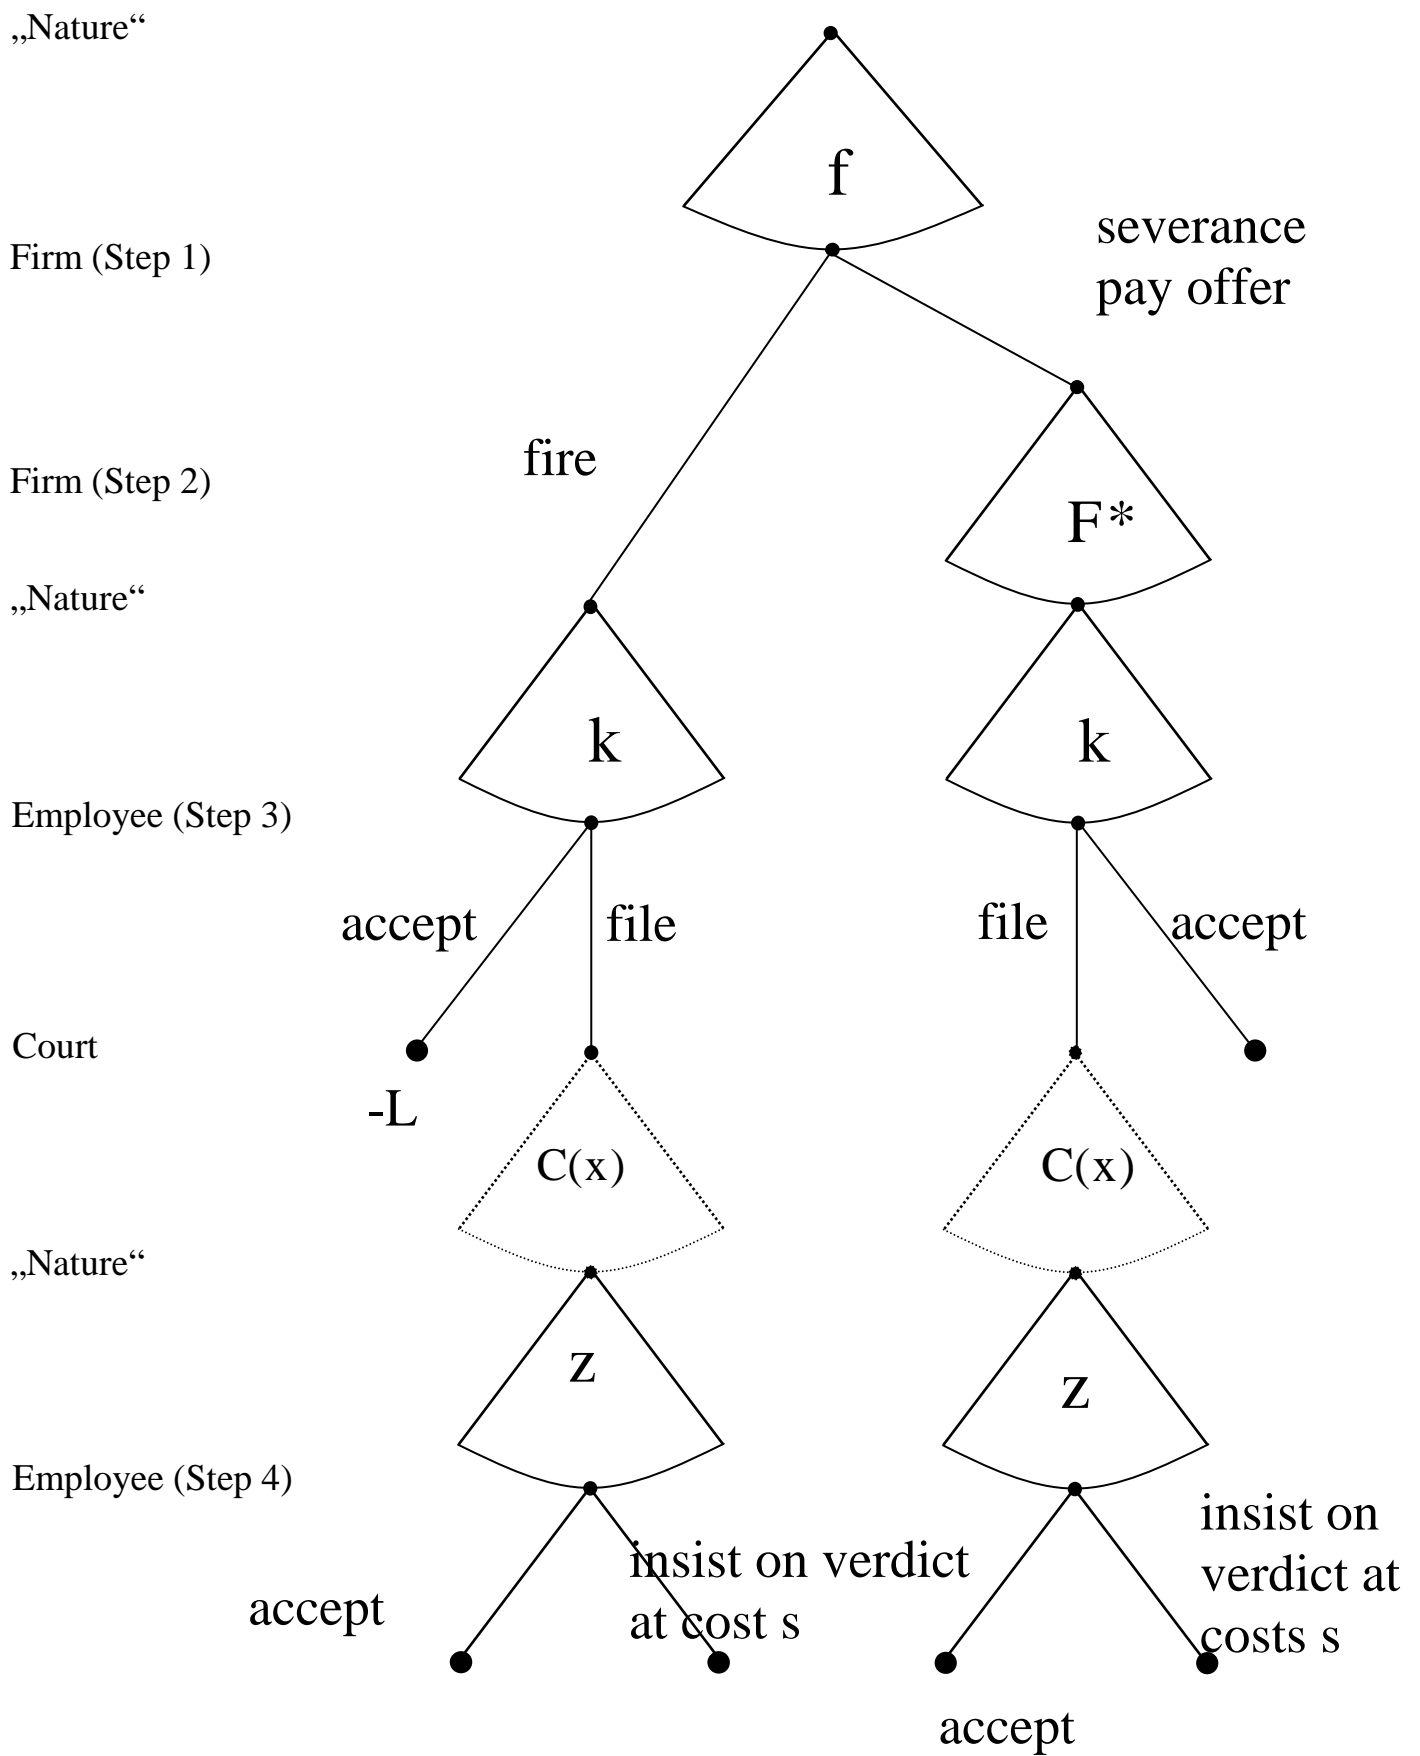 „Nature“
f
severance
pay offer
Firm (Step 1)
fire
Firm (Step 2)
F*
„Nature“
k
k
Employee (Step 3)
accept
file
file
accept
Court
-L
C(x)
C(x)
„Nature“
z
z
Employee (Step 4)
insist on
verdict at
costs s
insist on verdict
at cost s
accept
accept